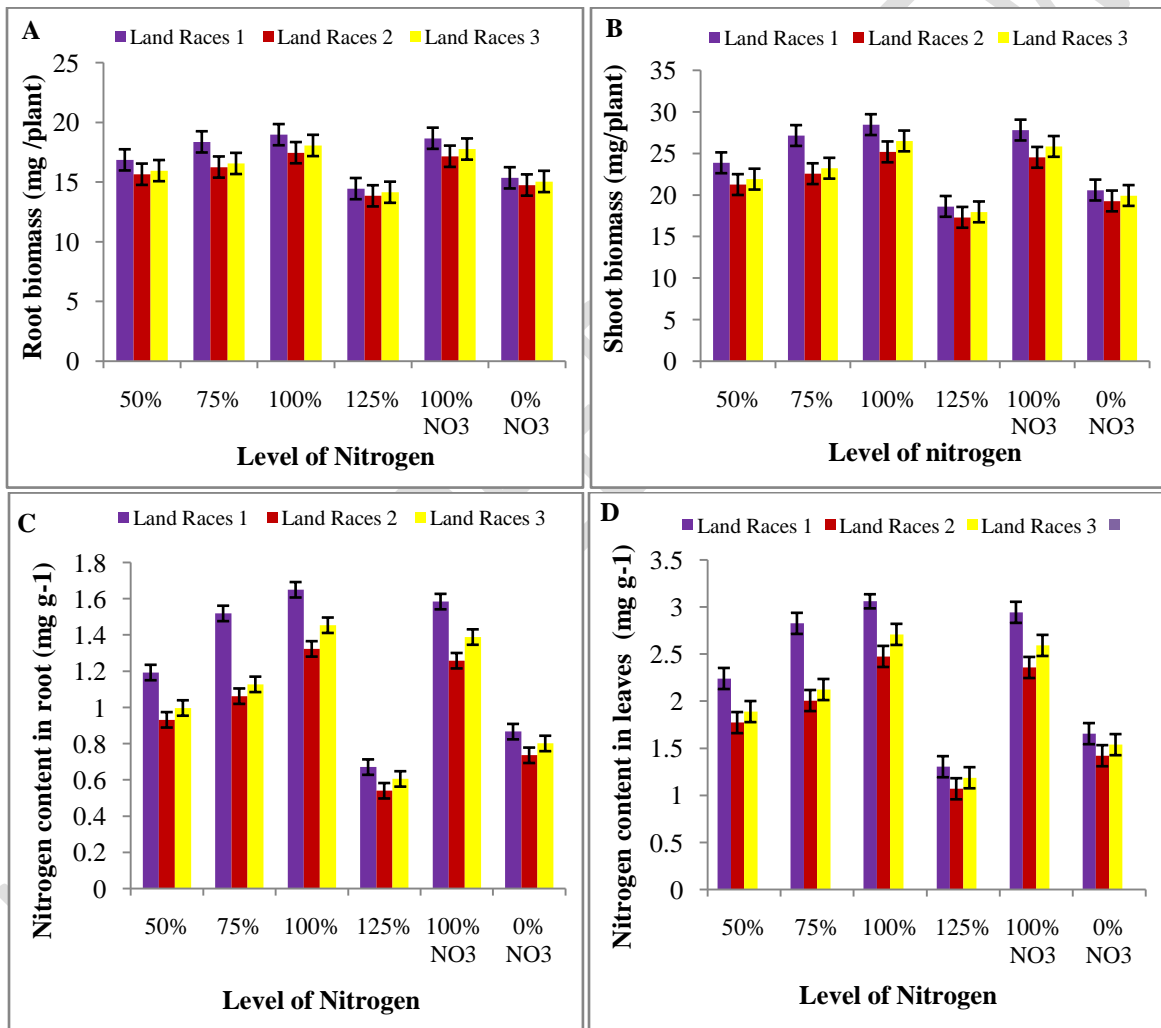 A
Land Races 1 Land Races 2 Land Races 3
Root biomass (mg /plant)
25
20
15
10
5
0
50% 75% 100% 125% 100% NO3 0% NO3
Level of Nitrogen
B
Land Races 1 Land Races 2 Land Races 3
Shoot biomass (mg/plant)
35
30
25
20
15
10
5
0
50% 75% 100% 125% 100% NO3 0% NO3
Level of nitrogen
C
Land Races 1 Land Races 2 Land Races 3
Nitrogen content in root (mg g-1)
1.8
1.6
1.4
1.2
1
0.8
0.6
0.4
0.2
0
50% 75% 100% 125% 100% NO3 0% NO3
Level of Nitrogen
D
Land Races 1 Land Races 2 Land Races 3
Nitrogen content in leaves (mg g-1)
3.5
3
2.5
2
1.5
1
0.5
0
50% 75% 100% 125% 100% NO3 0% NO3
Level of Nitrogen